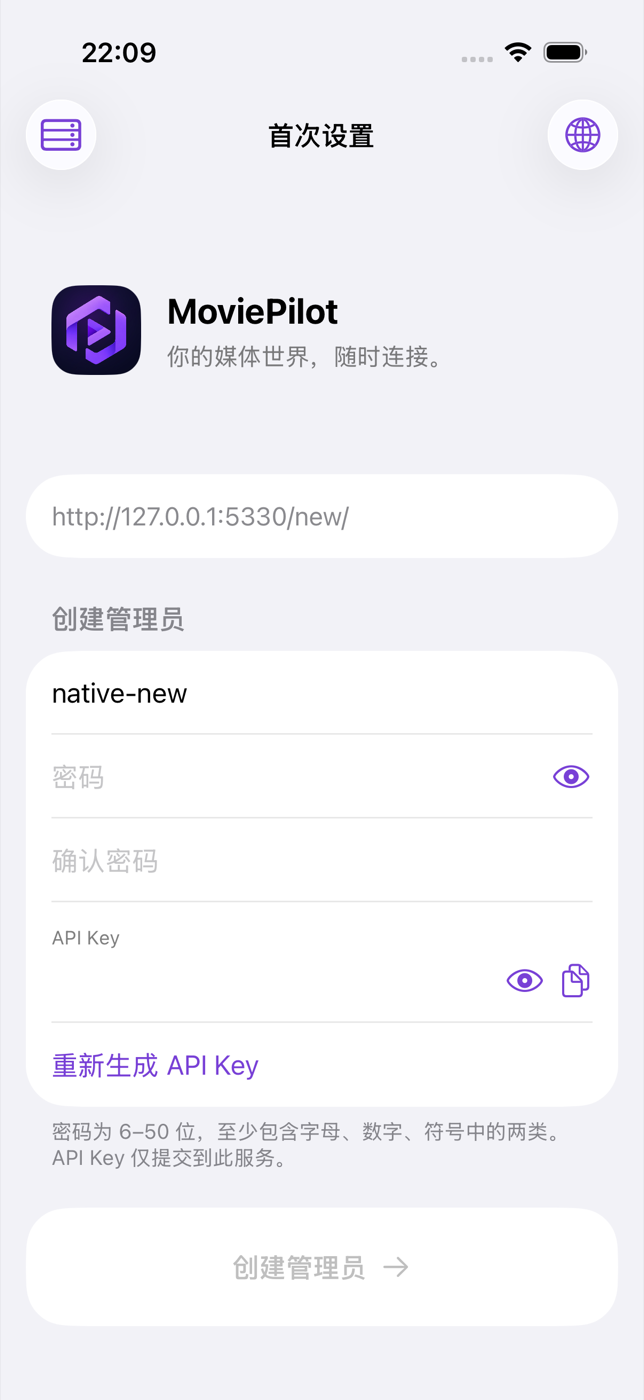 22:09
首次设置
MoviePilot
你的媒体世界，随时连接。
http://127.0.0.1:5330/new/
创建管理员
native-new
密码
确认密码
API Key
重新生成 API Key
密码为 6–50 位，至少包含字母、数字、符号中的两类。
API Key 仅提交到此服务。
创建管理员 →